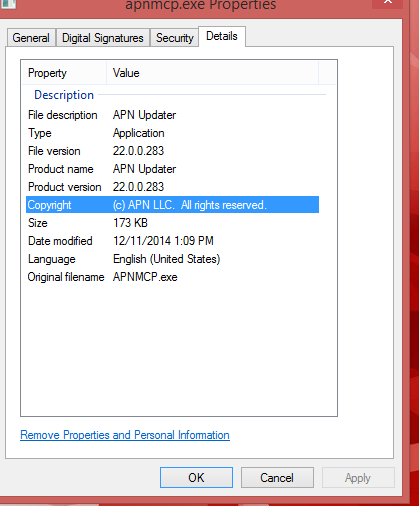 apnmcp.exe Properties
General Digital Signatures Security Details
Property Value
Description
File description APN Updater
Type Application
File version 22.0.0.283
Product name APN Updater
Product version 22.0.0.283
Copyright (c) APN LLC. All rights reserved.
Size 173 KB
Date modified 12/11/2014 1:09 PM
Language English (United States)
Original filename APNMCP.exe
Remove Properties and Personal Information
OK Cancel Apply